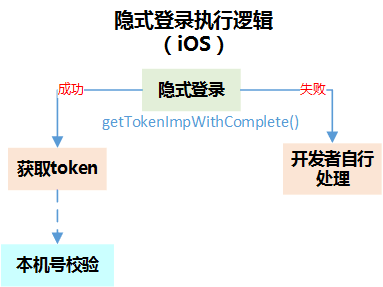 隐式登录执行逻辑
（iOS）
成功
隐式登录
失败
getTokenImpWithComplete()
获取token
开发者自行
处理
本机号校验